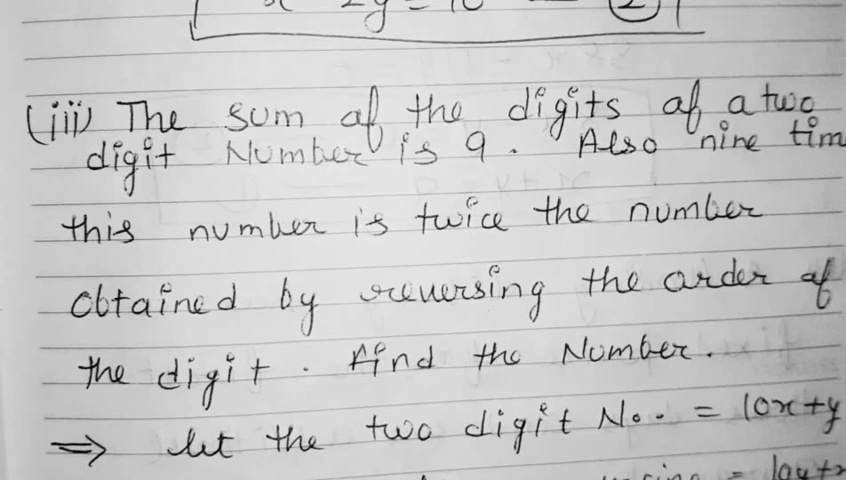 (iii) The sum of the digits of a two
digit Number is 9. Also nine tim
this number is twice the number
obtained by reversing the order of
the digit. find the Number.
⇒ let the two digit No. = 10x+y